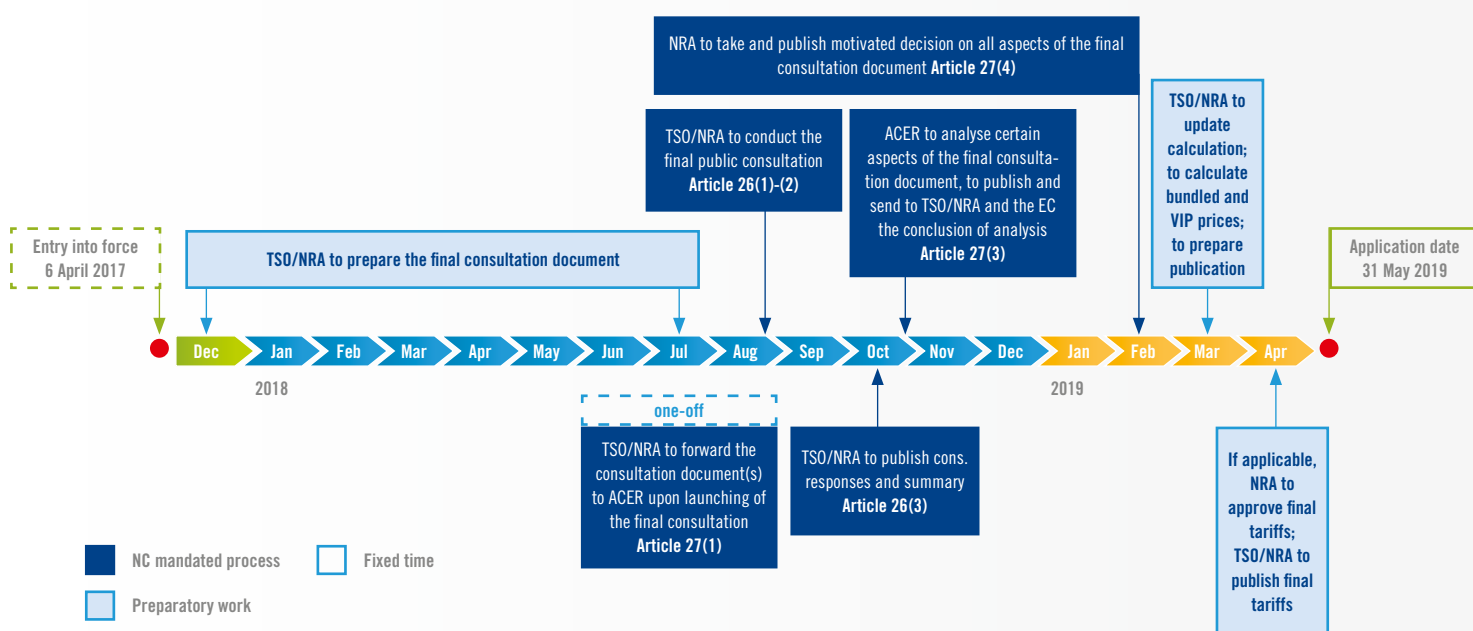 NRA to take and publish motivated decision on all aspects of the final
consultation document Article 27(4)
TSO/NRA to conduct the
final public consultation
Article 26(1)-(2)
ACER to analyse certain
aspects of the final consulta-
tion document, to publish and
send to TSO/NRA and the EC
the conclusion of analysis
Article 27(3)
TSO/NRA to
update
calculation;
to calculate
bundled and
VIP prices;
to prepare
publication
Entry into force
6 April 2017
TSO/NRA to prepare the final consultation document
Application date
31 May 2019
Dec
Jan
Feb
Mar
Apr
May
Jun
Jul
Aug
Sep
Oct
Nov
Dec
Jan
Feb
Mar
Apr
2018
2019
one-off
TSO/NRA to forward the
consultation document(s)
to ACER upon launching of
the final consultation
Article 27(1)
TSO/NRA to publish cons.
responses and summary
Article 26(3)
If applicable,
NRA to
approve final
tariffs;
TSO/NRA to
publish final
tariffs
NC mandated process
Fixed time
Preparatory work